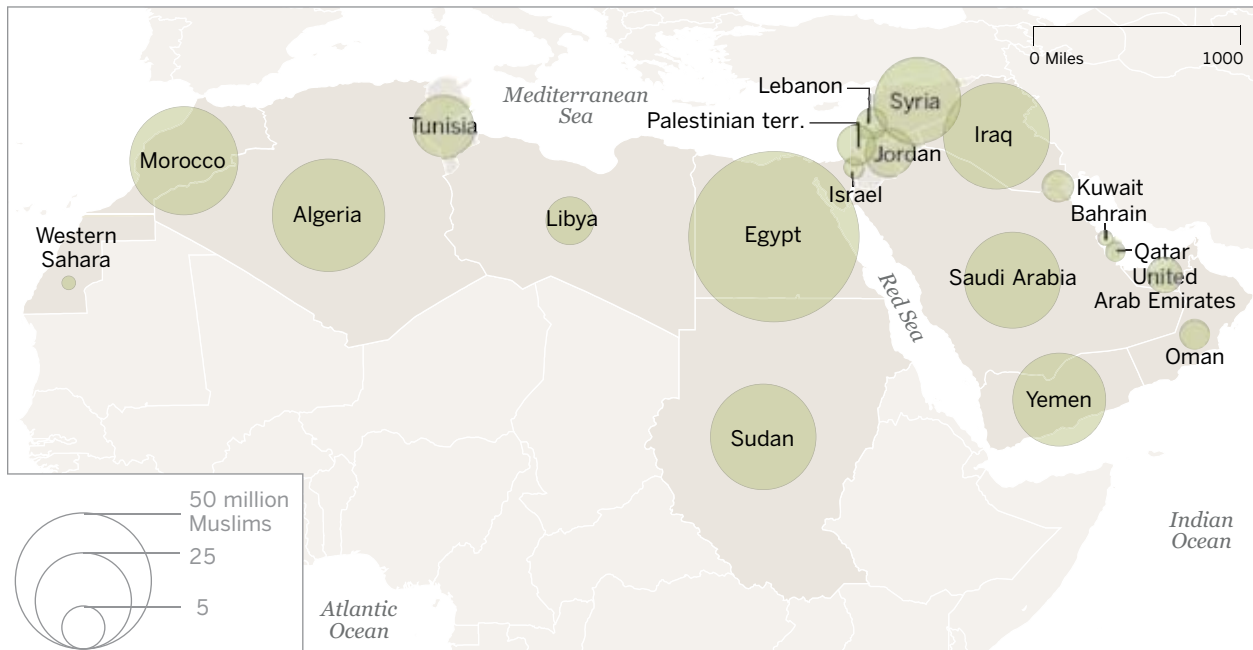 0 Miles 1000
Mediterranean
Sea
Lebanon
Syria
Palestinian terr.
Tunisia
Iraq
Morocco
Jordan
Kuwait
Israel
Bahrain
Algeria
Libya
Egypt
Western
Sahara
Qatar
Saudi Arabia
United
Arab Emirates
Red Sea
Oman
Yemen
Sudan
50 million
Muslims
25
5
Indian
Ocean
Atlantic
Ocean